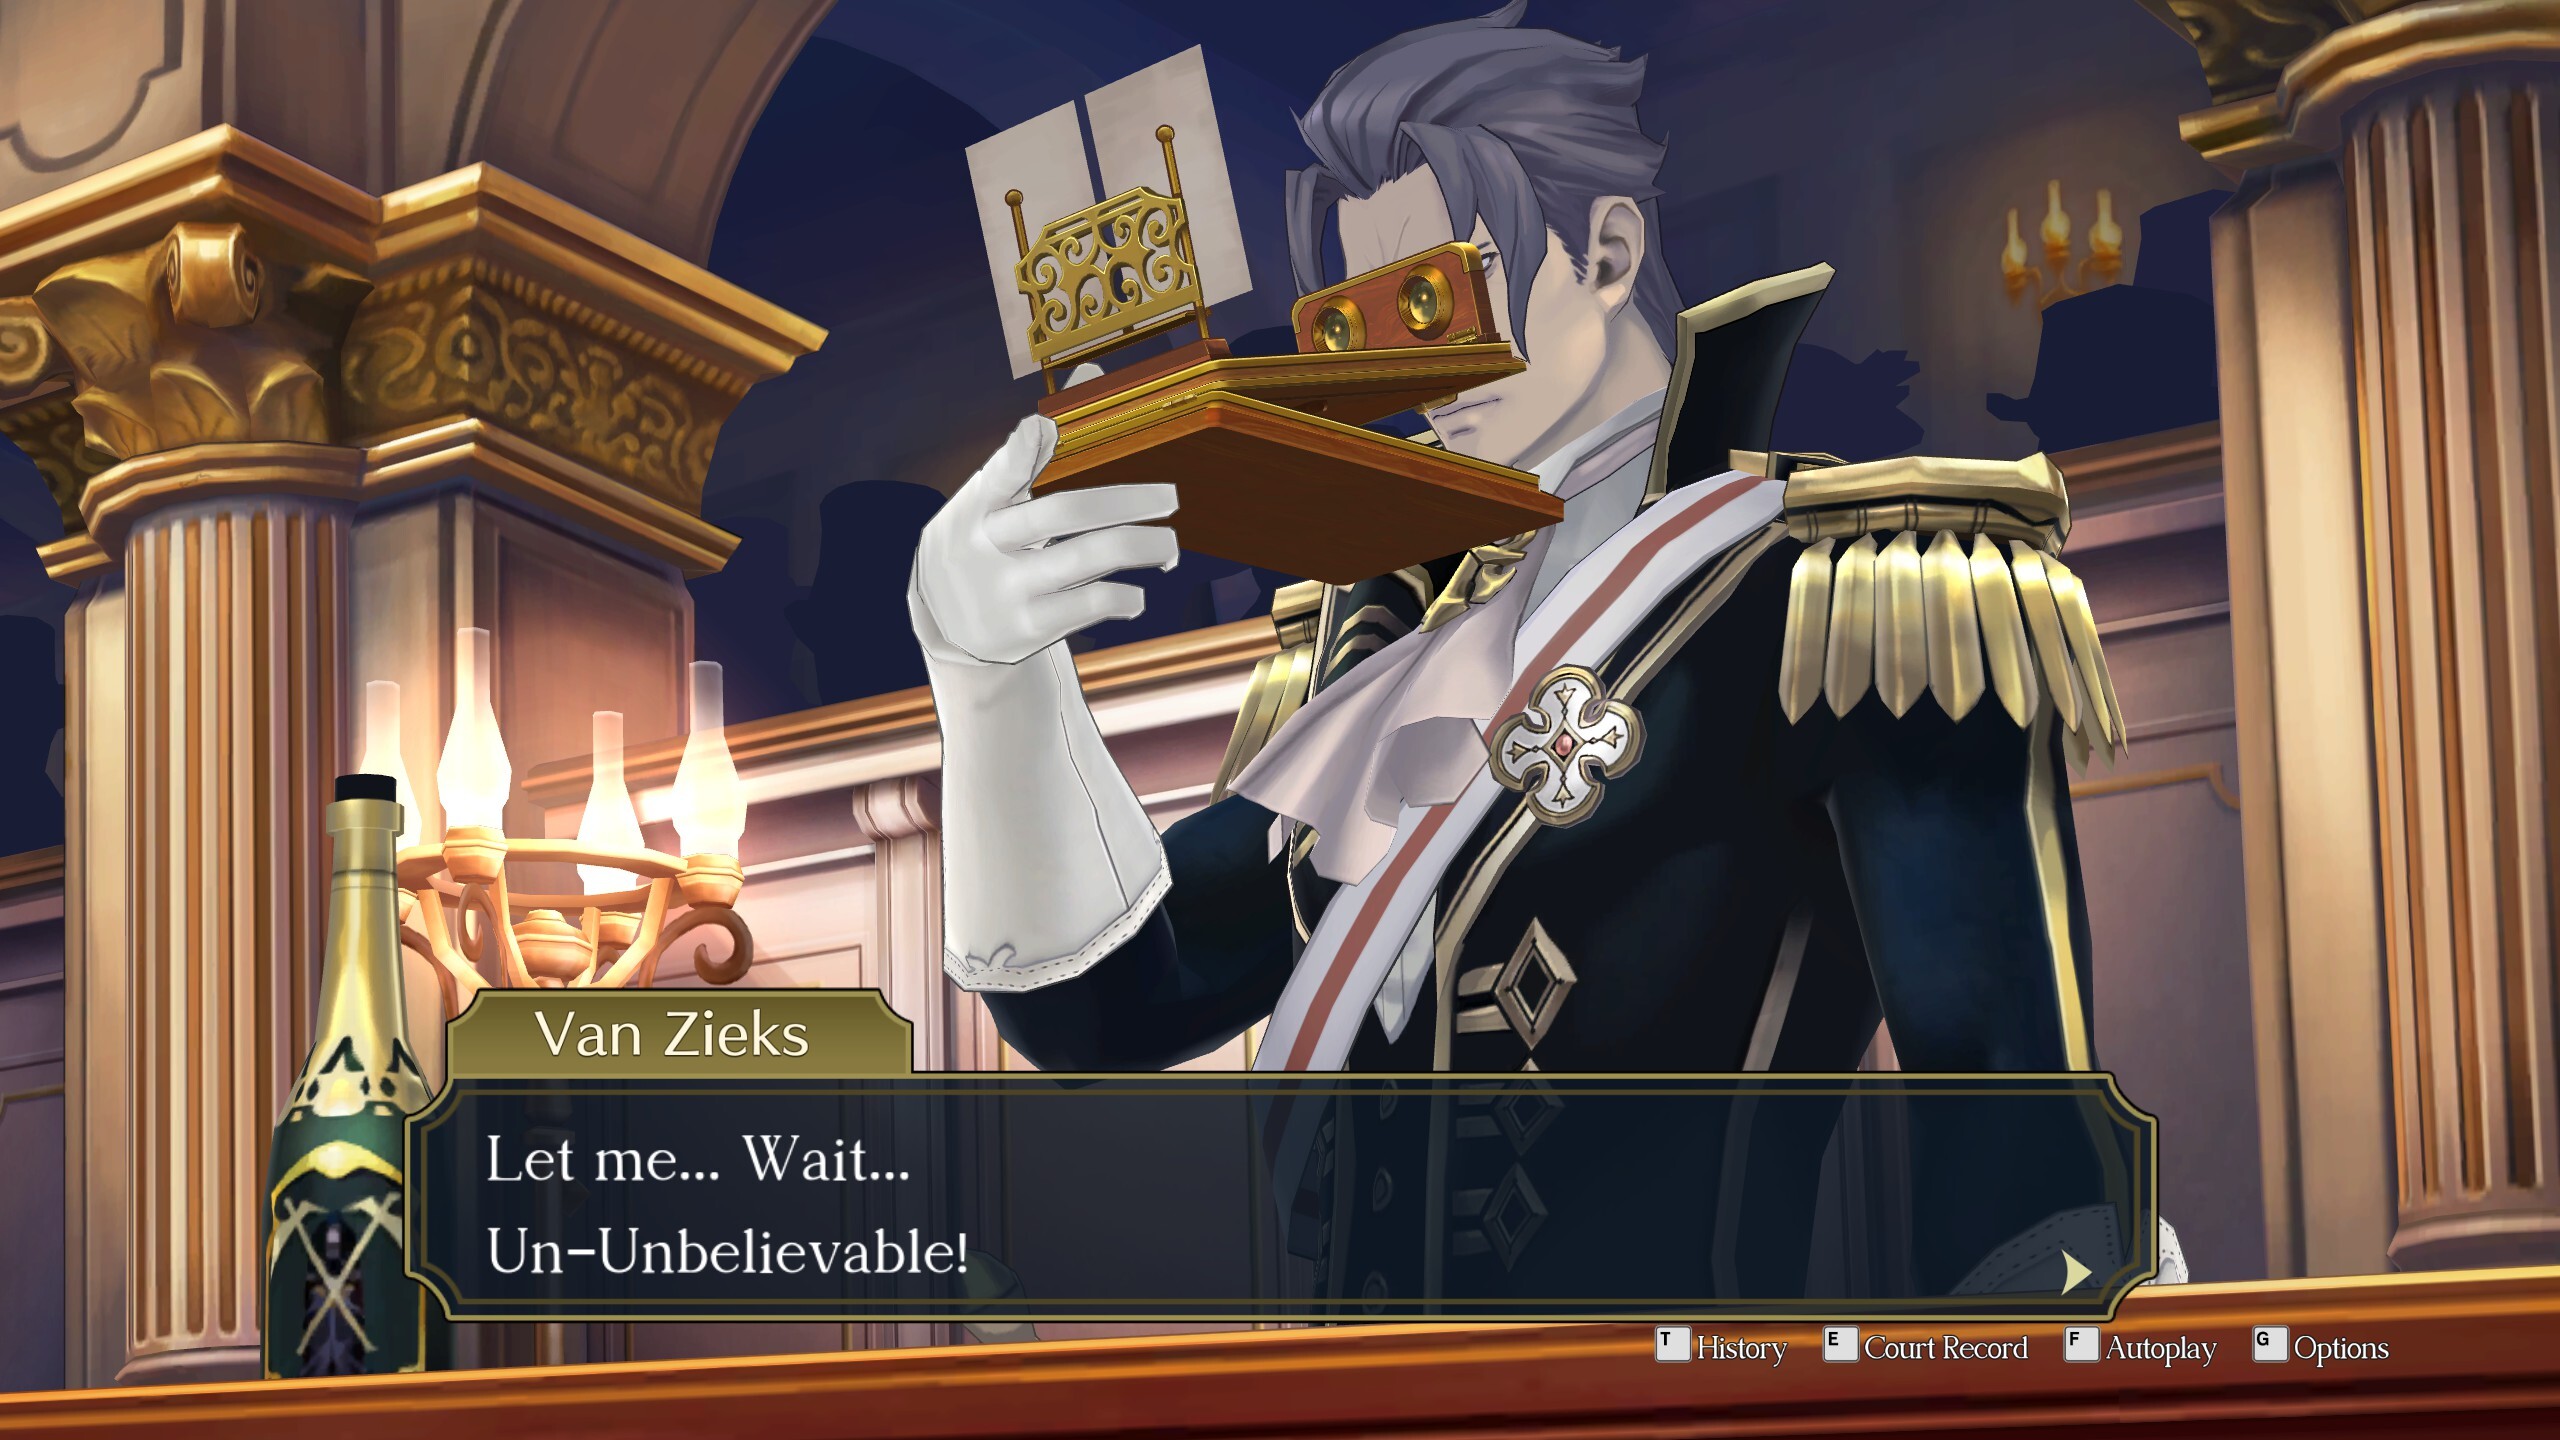 Van Zieks
Let me... Wait...
Un-Unbelievable!
T History E Court Record F Autoplay G Options